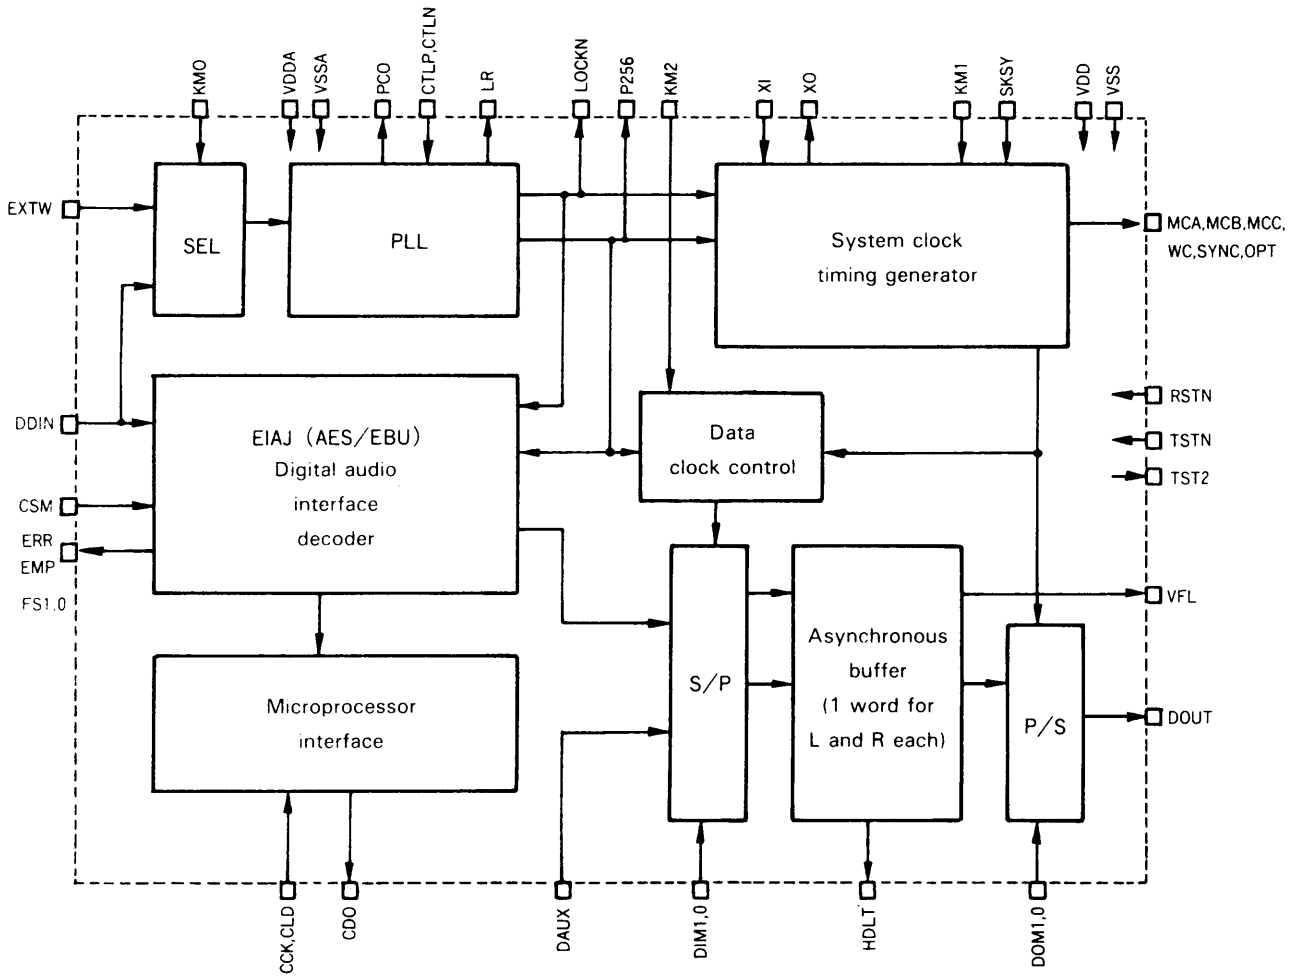 KM0
VDDA
VSSA
PCO
CTLP,CTLN
LR
LOCKN
P256
KM2
XI
XO
KM1
SKSY
VDD
VSS
EXTW
SEL
PLL
System clock
timing generator
MCA,MCB,MCC,
WC,SYNC,OPT
DDIN
EIAJ (AES/EBU)
Digital audio
interface
decoder
Data
clock control
RSTN
TSTN
TST2
CSM
ERR
EMP
FS1.0
VFL
Microprocessor
interface
S/P
Asynchronous
buffer
(1 word for
L and R each)
P/S
DOUT
CCK,CLD
CDO
DAUX
DIM1,0
HDLT
DOM1,0